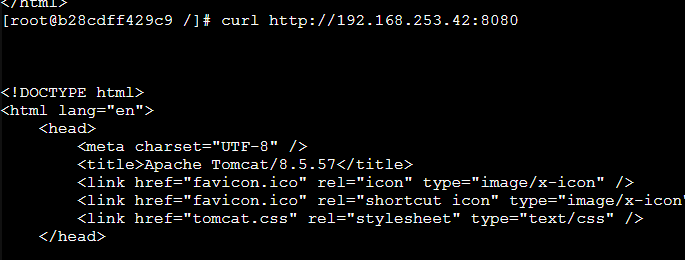 </html>
[root@b28cdff429c9 /]# curl http://192.168.253.42:8080
<!DOCTYPE html>
<html lang="en">
<head>
<meta charset="UTF-8" />
<title>Apache Tomcat/8.5.57</title>
<link href="favicon.ico" rel="icon" type="image/x-icon" />
<link href="favicon.ico" rel="shortcut icon" type="image/x-icon"
<link href="tomcat.css" rel="stylesheet" type="text/css" />
</head>